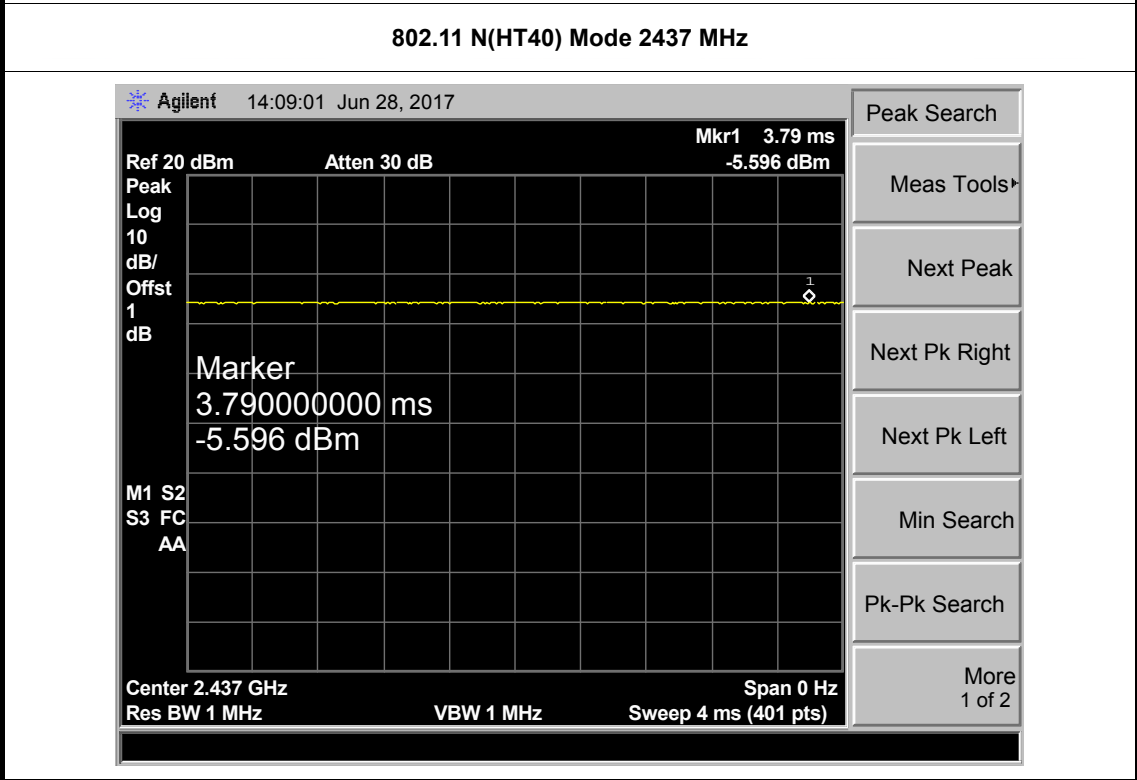 802.11 N(HT40) Mode 2437 MHz
Agilent 14:09:01 Jun 28, 2017
Mkr1 3.79 ms
Ref 20 dBm Atten 30 dB -5.596 dBm
Peak
Log
10
dB/
Offst
1
dB
1
Marker
3.790000000 ms
-5.596 dBm
M1 S2
S3 FC
AA
Center 2.437 GHz Span 0 Hz
Res BW 1 MHz VBW 1 MHz Sweep 4 ms (401 pts)
Peak Search
Meas Tools
Next Peak
Next Pk Right
Next Pk Left
Min Search
Pk-Pk Search
More
1 of 2